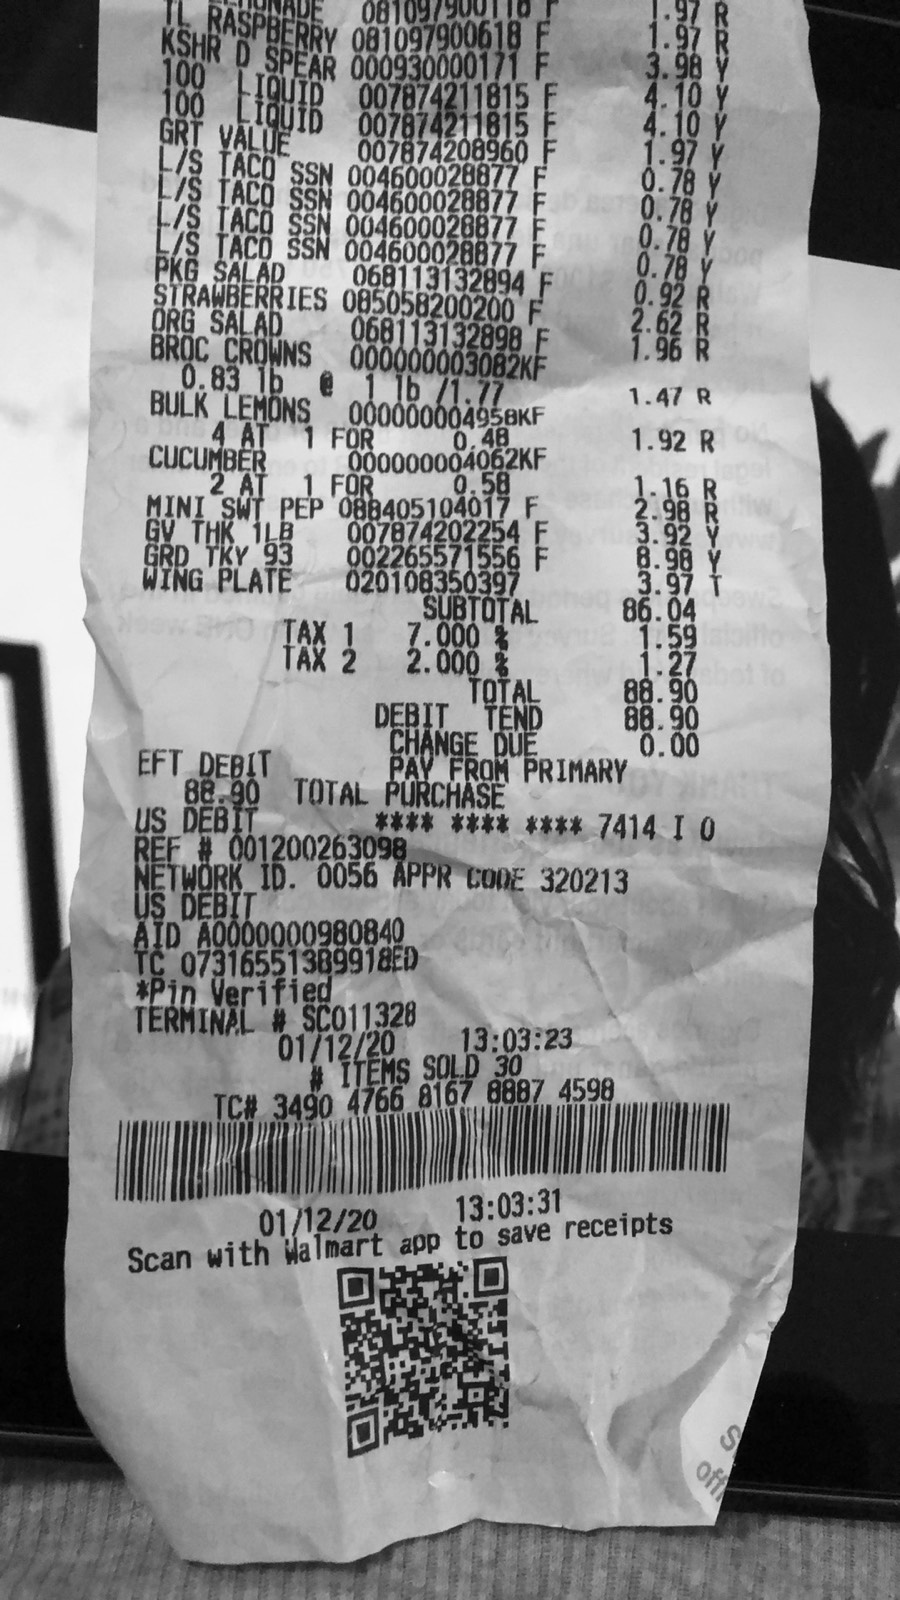 TL RASPBERRY 081097900618 F 1.97 R
KSHR D SPEAR 000930000171 F 3.98 Y
100 LIQUID 007874211815 F 4.10 Y
100 LIQUID 007874211815 F 4.10 Y
GRT VALUE 007874208960 F 1.97 Y
L/S TACO SSN 004600028877 F 0.78 Y
L/S TACO SSN 004600028877 F 0.78 Y
L/S TACO SSN 004600028877 F 0.78 Y
L/S TACO SSN 004600028877 F 0.78 Y
PKG SALAD 068113132894 F 0.92 R
STRAWBERRIES 085058200200 F 2.62 R
ORG SALAD 068113132898 F 1.96 R
BROC CROWNS 000000003082KF
0.83 lb @ 1 lb /1.77 1.47 R
BULK LEMONS 000000004958KF
4 AT 1 FOR 0.48 1.92 R
CUCUMBER 000000004062KF
2 AT 1 FOR 0.58 1.16 R
MINI SWT PEP 088405104017 F 2.98 R
GV THK 1LB 007874202254 F 3.92 Y
GRD TKY 93 002265571556 F 8.98 Y
WING PLATE 020108350397 3.97 T
SUBTOTAL 86.04
TAX 1 7.000 % 1.59
TAX 2 2.000 % 1.27
TOTAL 88.90
DEBIT TEND 88.90
CHANGE DUE 0.00
EFT DEBIT PAY FROM PRIMARY
88.90 TOTAL PURCHASE
US DEBIT **** **** **** 7414 I 0
REF # 001200263098
NETWORK ID. 0056 APPR CODE 320213
US DEBIT
AID A0000000980840
TC 07316551389918ED
*Pin Verified
TERMINAL # SC011328
01/12/20 13:03:23
# ITEMS SOLD 30
TC# 3490 4766 8167 8887 4598
01/12/20 13:03:31
Scan with Walmart app to save receipts